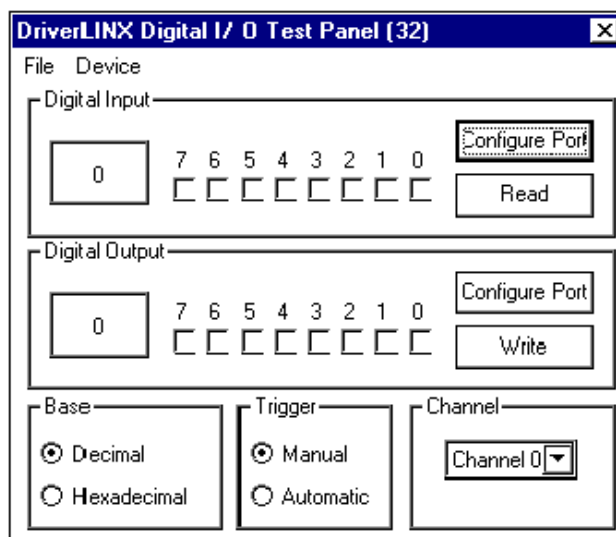 DriverLINX Digital I/ O Test Panel (32)
File Device
Digital Input
Configure Port
7 6 5 4 3 2 1 0
0
Read
Digital Output
Configure Port
7 6 5 4 3 2 1 0
0
Write
Base Trigger Channel
Decimal Manual Channel 0
Hexadecimal Automatic